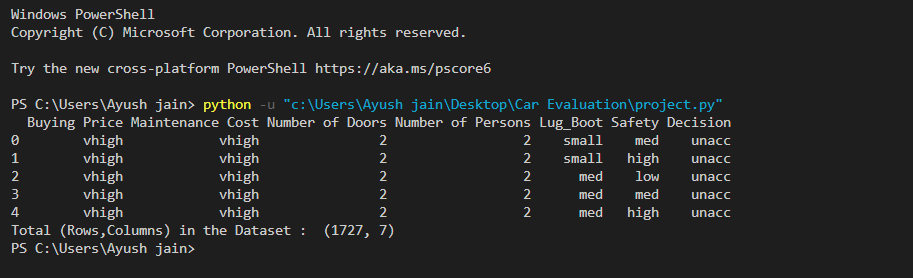 Windows PowerShell
Copyright (C) Microsoft Corporation. All rights reserved.
Try the new cross-platform PowerShell https://aka.ms/pscore6
PS C:\Users\Ayush jain> python -u "c:\Users\Ayush jain\Desktop\Car Evaluation\project.py"
  Buying Price Maintenance Cost Number of Doors Number of Persons Lug_Boot Safety Decision
0        vhigh            vhigh               2                 2    small    med    unacc
1        vhigh            vhigh               2                 2    small   high    unacc
2        vhigh            vhigh               2                 2      med    low    unacc
3        vhigh            vhigh               2                 2      med    med    unacc
4        vhigh            vhigh               2                 2      med   high    unacc
Total (Rows,Columns) in the Dataset :  (1727, 7)
PS C:\Users\Ayush jain>